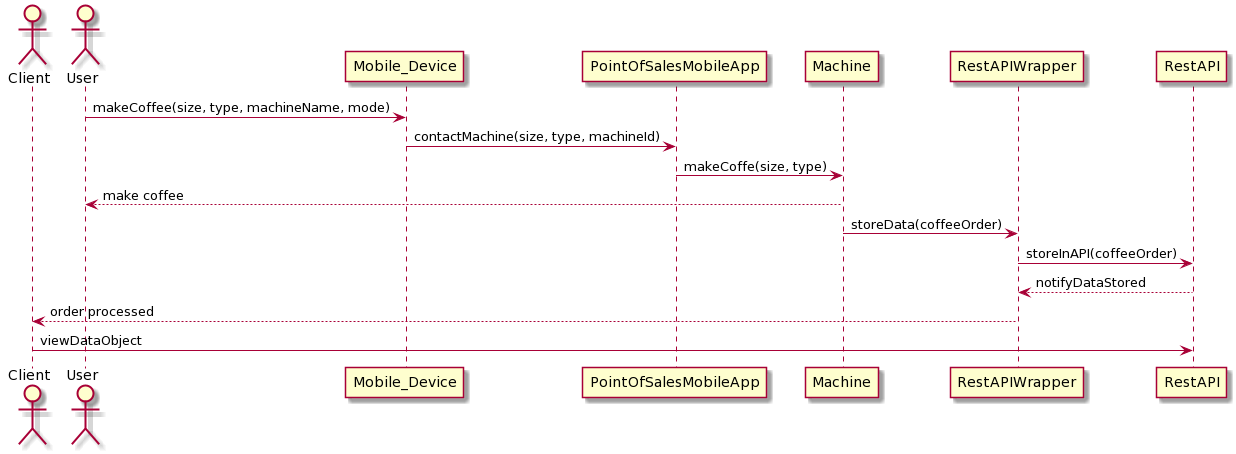 Client User
Mobile_Device PointOfSalesMobileApp Machine RestAPIWrapper RestAPI
makeCoffee(size, type, machineName, mode)
contactMachine(size, type, machineId)
makeCoffe(size, type)
make coffee
storeData(coffeeOrder)
storeInAPI(coffeeOrder)
notifyDataStored
order processed
viewDataObject
Client User
Mobile_Device PointOfSalesMobileApp Machine RestAPIWrapper RestAPI